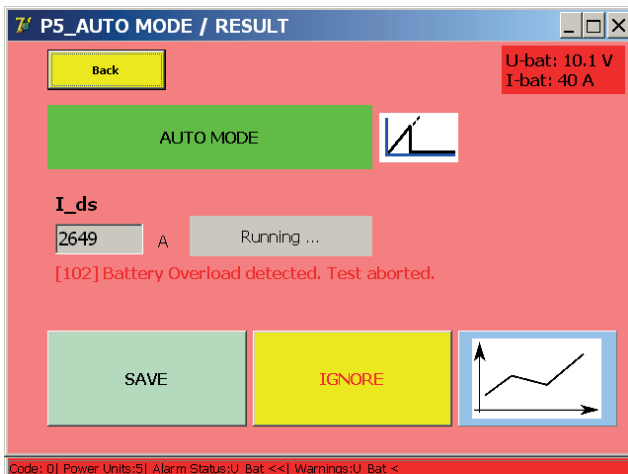 P5_AUTO MODE / RESULT
Back
U-bat: 10.1 V
I-bat: 40 A
AUTO MODE
I_ds
2649 A Running ...
[102] Battery Overload detected. Test aborted.
SAVE IGNORE
Code: 0| Power Units:5| Alarm Status:U_Bat <<| Warnings:U_Bat <